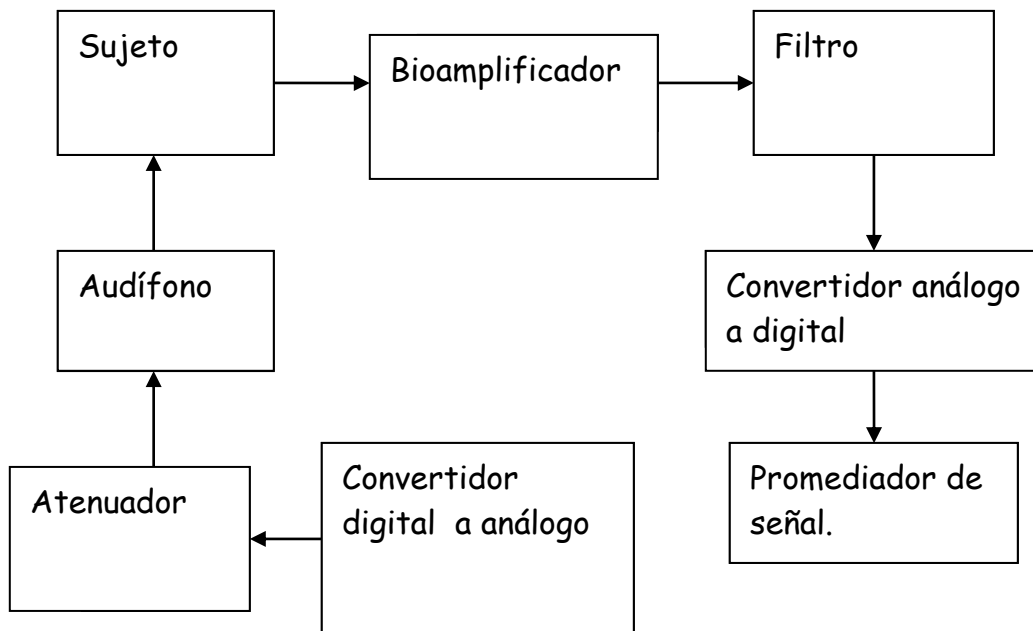 Sujeto
Bioamplificador
Filtro
Audífono
Convertidor análogo
a digital
Atenuador
Convertidor
digital a análogo
Promediador de
señal.